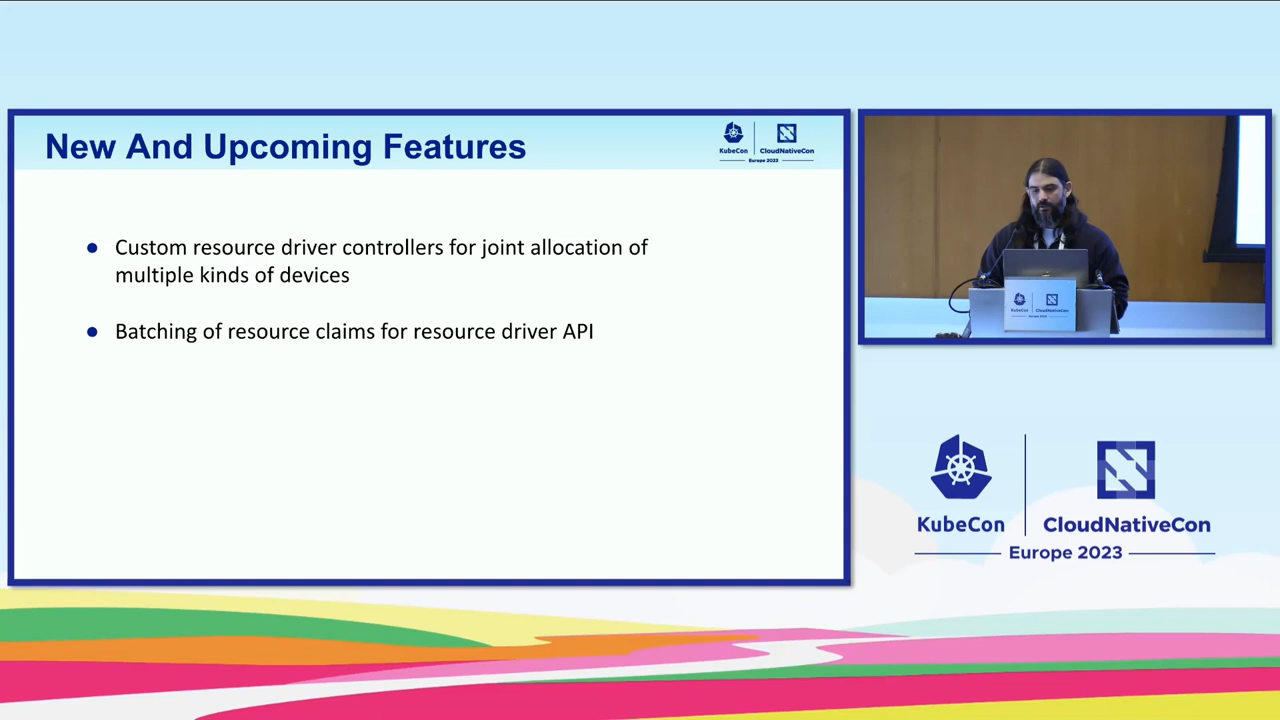 New And Upcoming Features
KubeCon
CloudNativeCon
Europe 2023
● Custom resource driver controllers for joint allocation of
multiple kinds of devices
● Batching of resource claims for resource driver API
KubeCon
CloudNativeCon
Europe 2023